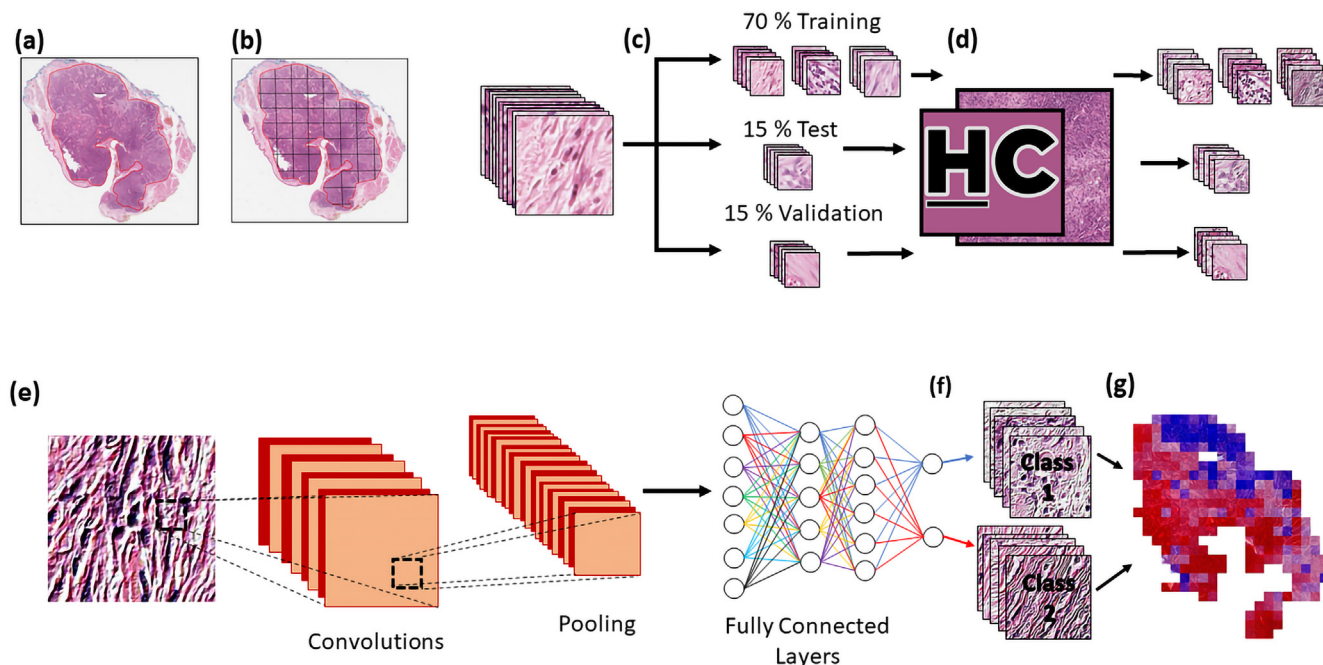 (a)
(b)
(c)
70 % Training
(d)
15 % Test
HC
15 % Validation
(e)
(f)
(g)
Class
1
Class
2
Convolutions
Pooling
Fully Connected
Layers